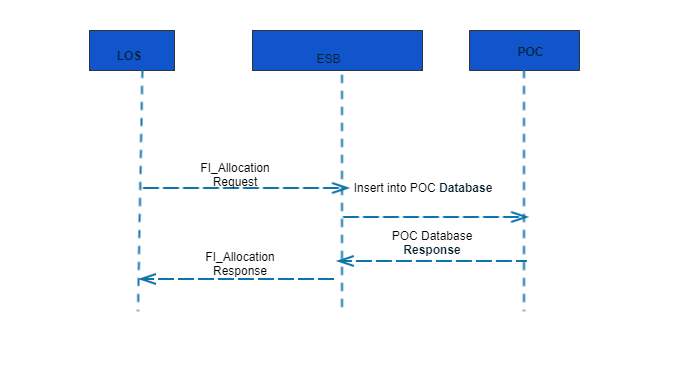 LOS
ESB
POC
FI_Allocation
Request
Insert into POC Database
POC Database
Response
FI_Allocation
Response